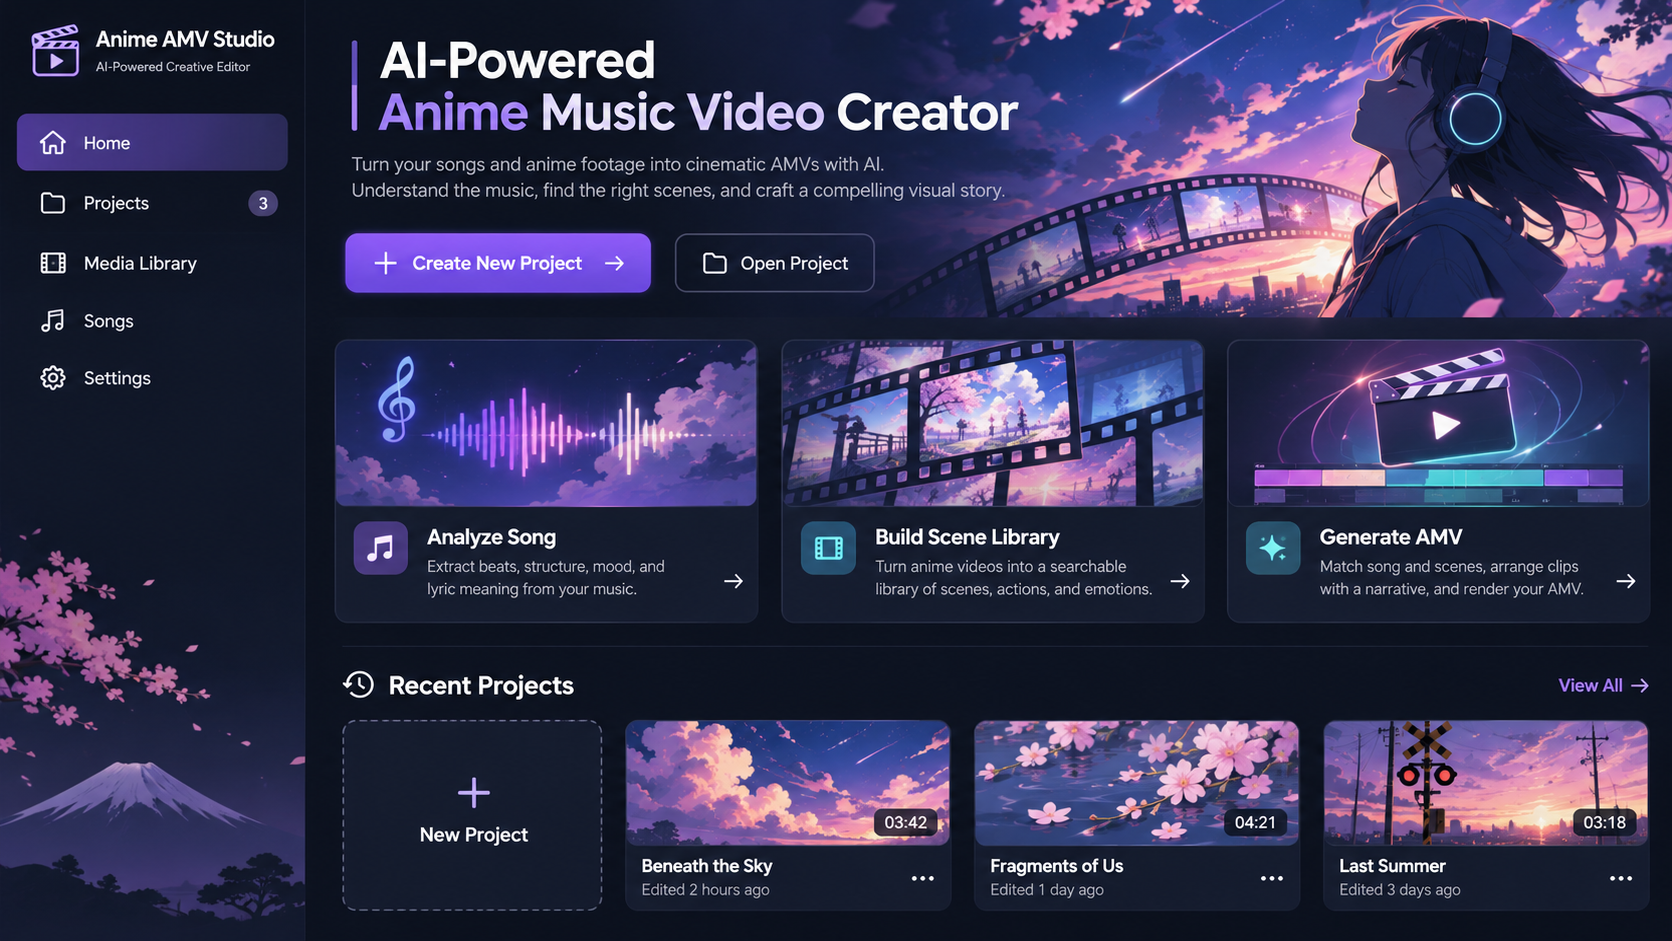 Anime AMV Studio
AI-Powered Creative Editor
Home
Projects
3
Media Library
Songs
Settings
AI-Powered
Anime Music Video Creator
Turn your songs and anime footage into cinematic AMVs with AI.
Understand the music, find the right scenes, and craft a compelling visual story.
Create New Project
Open Project
Analyze Song
Extract beats, structure, mood, and
lyric meaning from your music.
Build Scene Library
Turn anime videos into a searchable
library of scenes, actions, and emotions.
Generate AMV
Match song and scenes, arrange clips
with a narrative, and render your AMV.
Recent Projects
View All
New Project
03:42
Beneath the Sky
Edited 2 hours ago
04:21
Fragments of Us
Edited 1 day ago
03:18
Last Summer
Edited 3 days ago